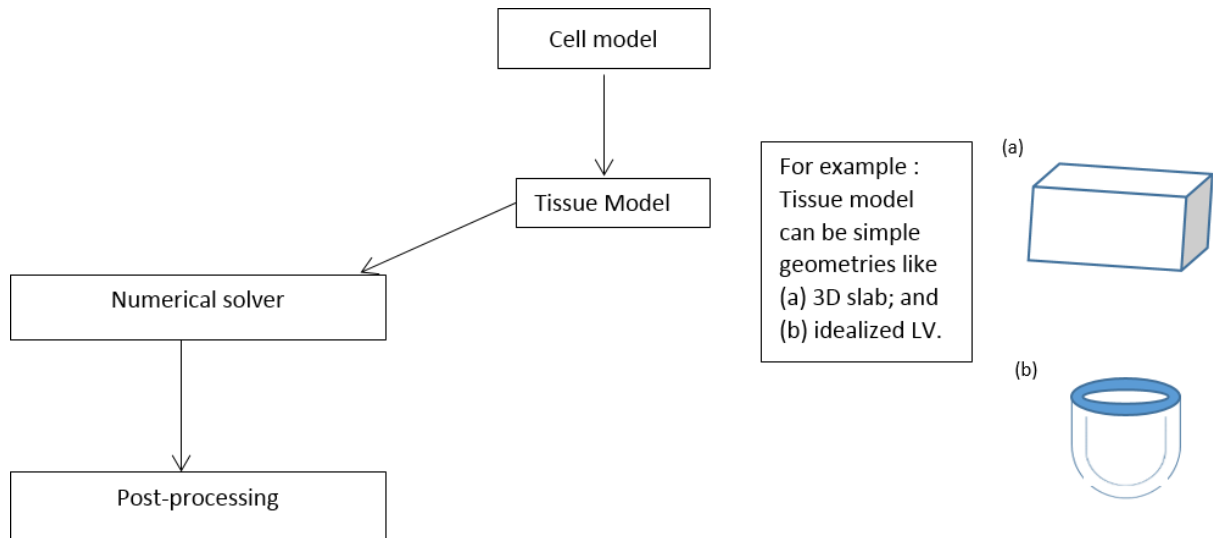 Cell model
Tissue Model
Numerical solver
Post-processing
For example :
Tissue model
can be simple
geometries like
(a) 3D slab; and
(b) idealized LV.
(a)
(b)